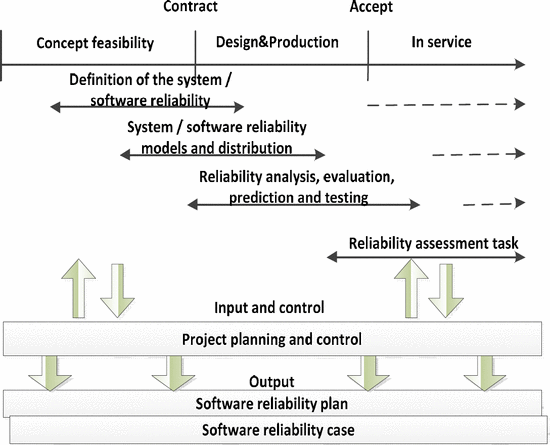 Contract Accept
Concept feasibility Design&Production In service
Definition of the system /
software reliability
System / software reliability
models and distribution
Reliability analysis, evaluation,
prediction and testing
Reliability assessment task
Input and control
Project planning and control
Output
Software reliability plan
Software reliability case